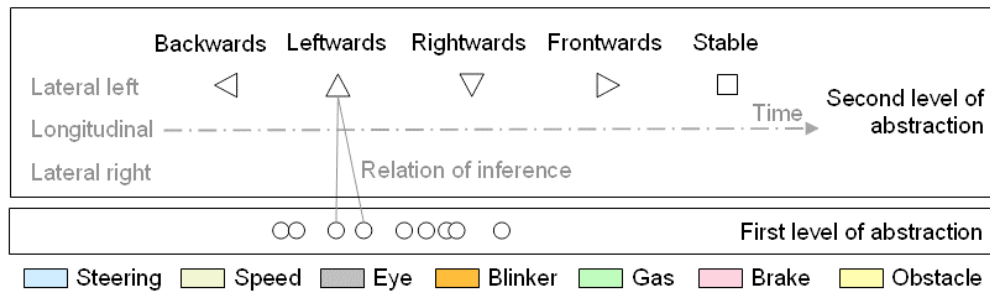 Backwards Leftwards Rightwards Frontwards Stable
Lateral left
Second level of
abstraction
Time
Longitudinal
Lateral right
Relation of inference
First level of abstraction
Steering Speed Eye Blinker Gas Brake Obstacle